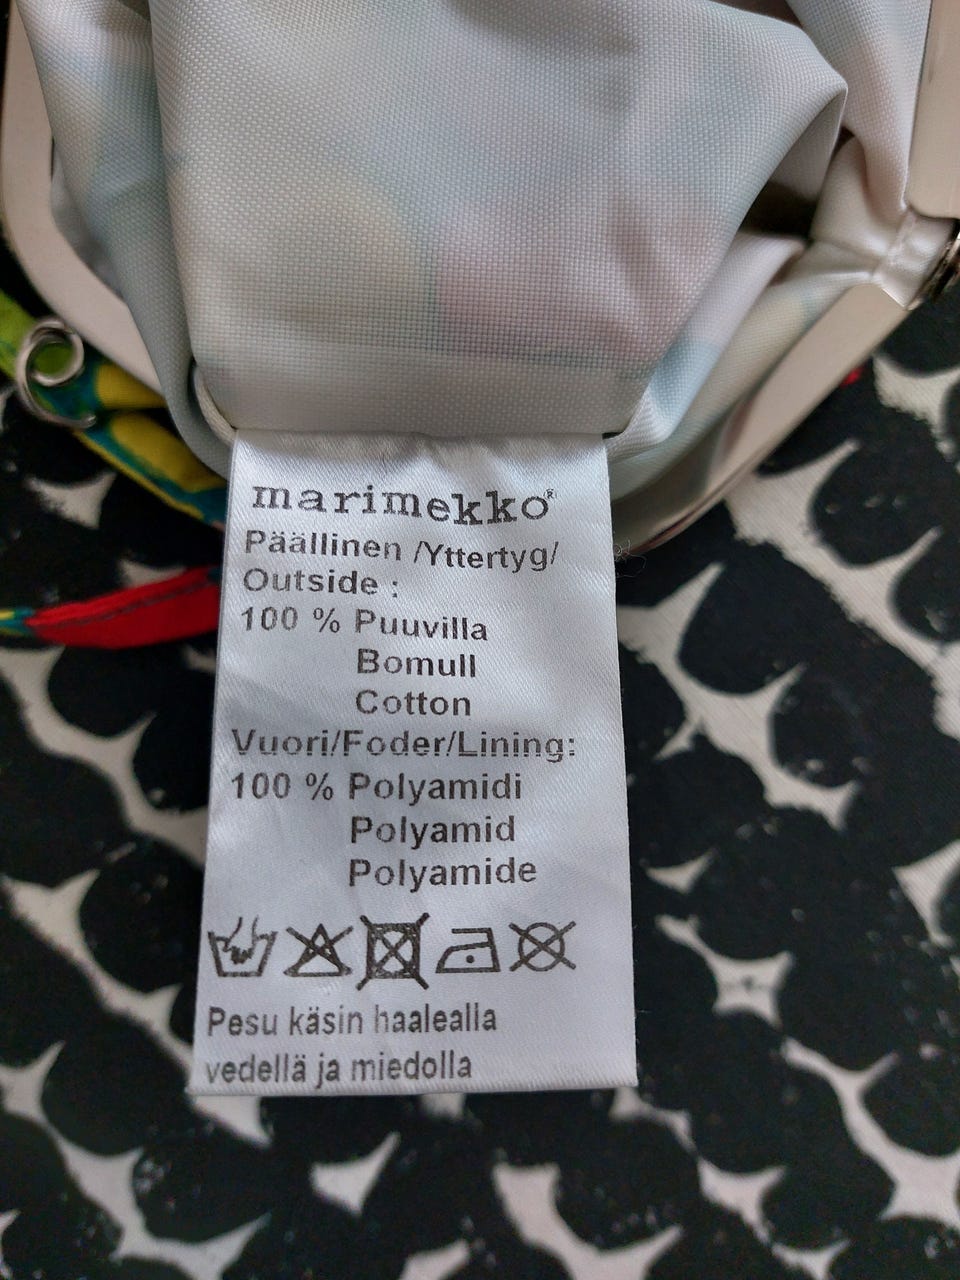 marimekko®
Päällinen /Yttertyg/
Outside :
100 % Puuvilla
Bomull
Cotton
Vuori/Foder/Lining:
100 % Polyamidi
Polyamid
Polyamide
Pesu käsin haalealla
vedellä ja miedolla